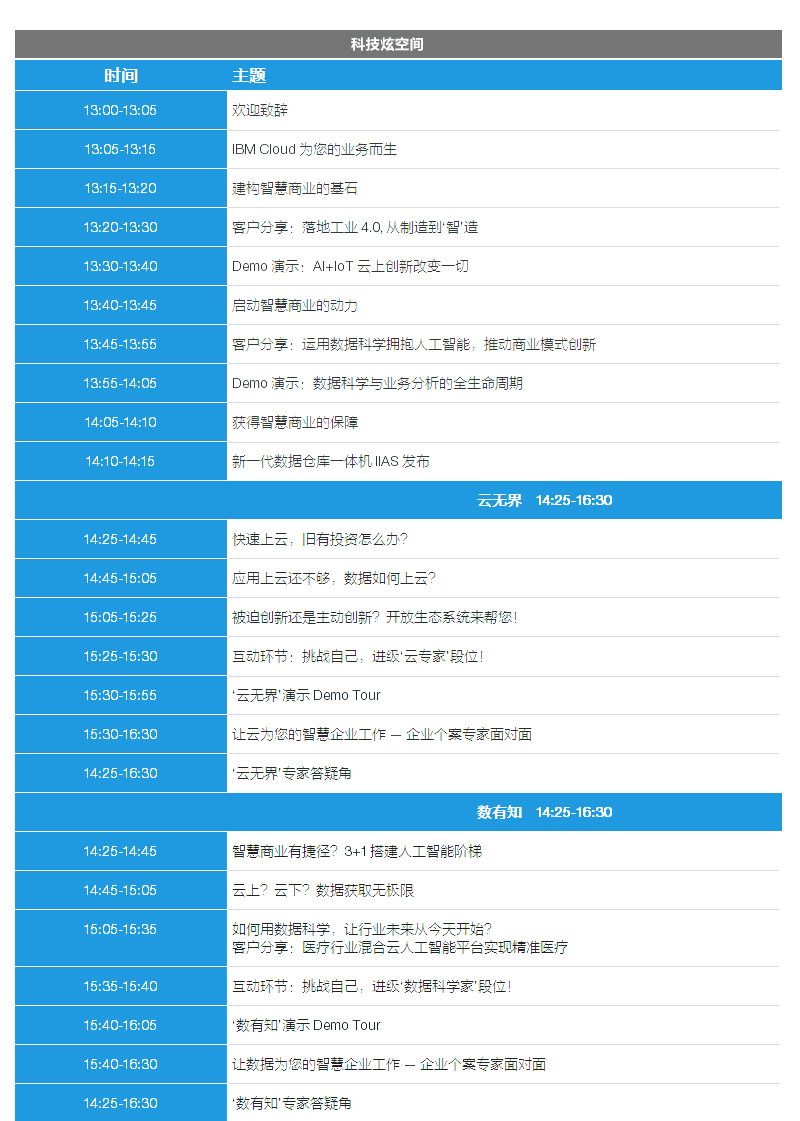 科技炫空间
时间 主题
13:00-13:05 欢迎致辞
13:05-13:15 IBM Cloud 为您的业务而生
13:15-13:20 建构智慧商业的基石
13:20-13:30 客户分享：落地工业 4.0, 从制造到‘智’造
13:30-13:40 Demo 演示：AI+IoT 云上创新改变一切
13:40-13:45 启动智慧商业的动力
13:45-13:55 客户分享：运用数据科学拥抱人工智能，推动商业模式创新
13:55-14:05 Demo 演示：数据科学与业务分析的全生命周期
14:05-14:10 获得智慧商业的保障
14:10-14:15 新一代数据仓库一体机 IIAS 发布
云无界 14:25-16:30
14:25-14:45 快速上云，旧有投资怎么办？
14:45-15:05 应用上云还不够，数据如何上云？
15:05-15:25 被迫创新还是主动创新？开放生态系统来帮您！
15:25-15:30 互动环节：挑战自己，进级‘云专家’段位！
15:30-15:55 ‘云无界’演示 Demo Tour
15:30-16:30 让云为您的智慧企业工作 — 企业个案专家面对面
14:25-16:30 ‘云无界’专家答疑角
数有知 14:25-16:30
14:25-14:45 智慧商业有捷径？3+1 搭建人工智能阶梯
14:45-15:05 云上？云下？数据获取无极限
15:05-15:35 如何用数据科学，让行业未来从今天开始？
客户分享：医疗行业混合云人工智能平台实现精准医疗
15:35-15:40 互动环节：挑战自己，进级‘数据科学家’段位！
15:40-16:05 ‘数有知’演示 Demo Tour
15:40-16:30 让数据为您的智慧企业工作 — 企业个案专家面对面
14:25-16:30 ‘数有知’专家答疑角